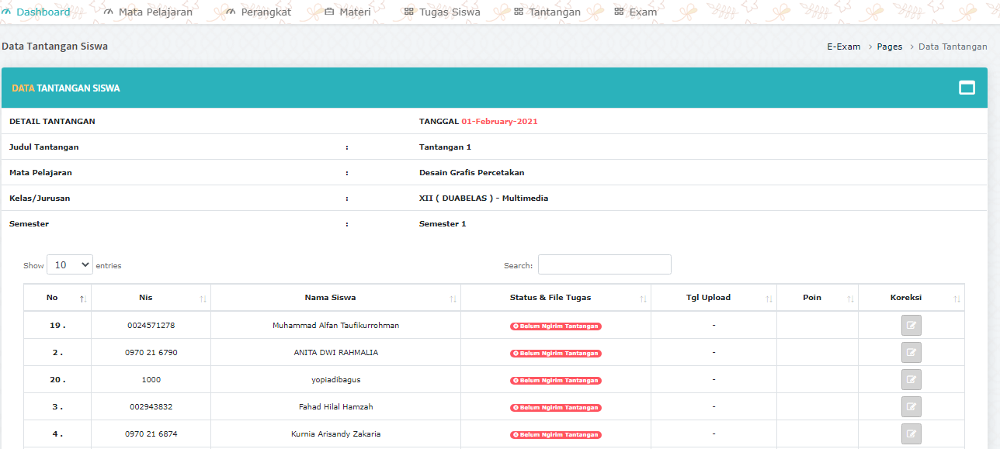 Dashboard Mata Pelajaran Perangkat Materi Tugas Siswa Tantangan Exam
Data Tantangan Siswa E-Exam > Pages > Data Tantangan
DATA TANTANGAN SISWA
DETAIL TANTANGAN TANGGAL 01-February-2021
Judul Tantangan : Tantangan 1
Mata Pelajaran : Desain Grafis Percetakan
Kelas/Jurusan : XII ( DUABELAS ) - Multimedia
Semester : Semester 1
Show 10 entries Search:
No Nis Nama Siswa Status & File Tugas Tgl Upload Poin Koreksi
19 . 0024571278 Muhammad Alfan Taufikurrohman Belum Ngirim Tantangan -
2 . 0970 21 6790 ANITA DWI RAHMALIA Belum Ngirim Tantangan -
20 . 1000 yopiadibagus Belum Ngirim Tantangan -
3 . 002943832 Fahad Hilal Hamzah Belum Ngirim Tantangan -
4 . 0970 21 6874 Kurnia Arisandy Zakaria Belum Ngirim Tantangan -